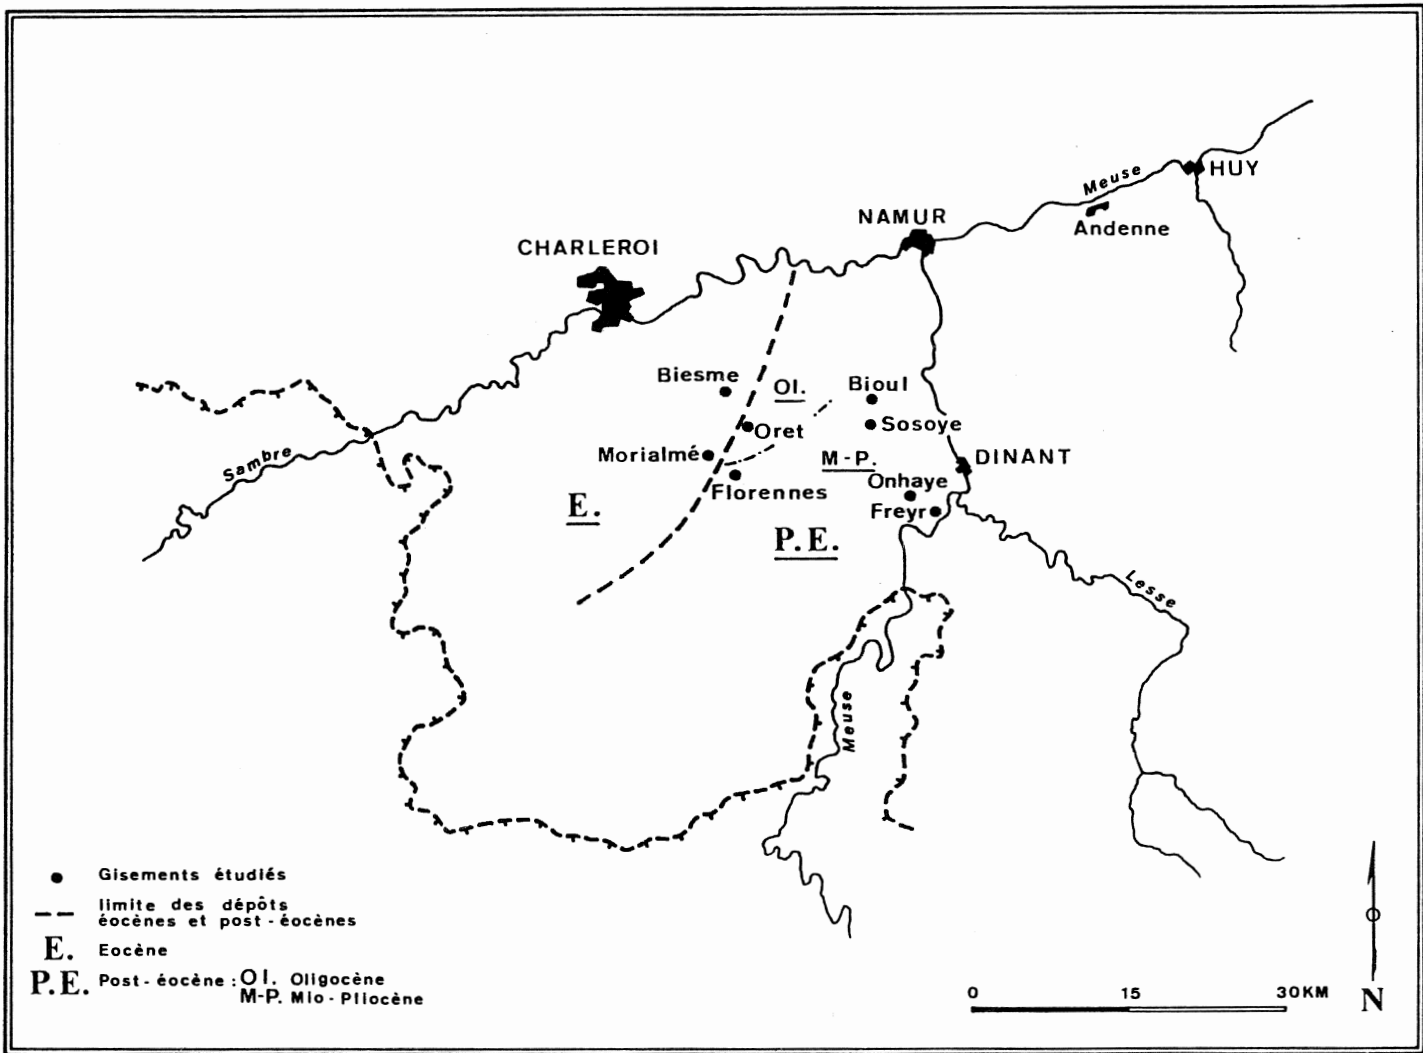 HUY
Meuse
Andenne
NAMUR
CHARLEROI
Biesme
Ol.
Bioul
Oret
Sosoye
Morialmé
M-P.
DINANT
Sambre
Florennes
Onhaye
E.
Freyr
P.E.
Lesse
Meuse
Gisements étudiés
limite des dépôts
éocènes et post-éocènes
E. Eocène
P.E. Post-éocène : Ol. Oligocène
M-P. Mio-Pliocène
0 15 30KM
N